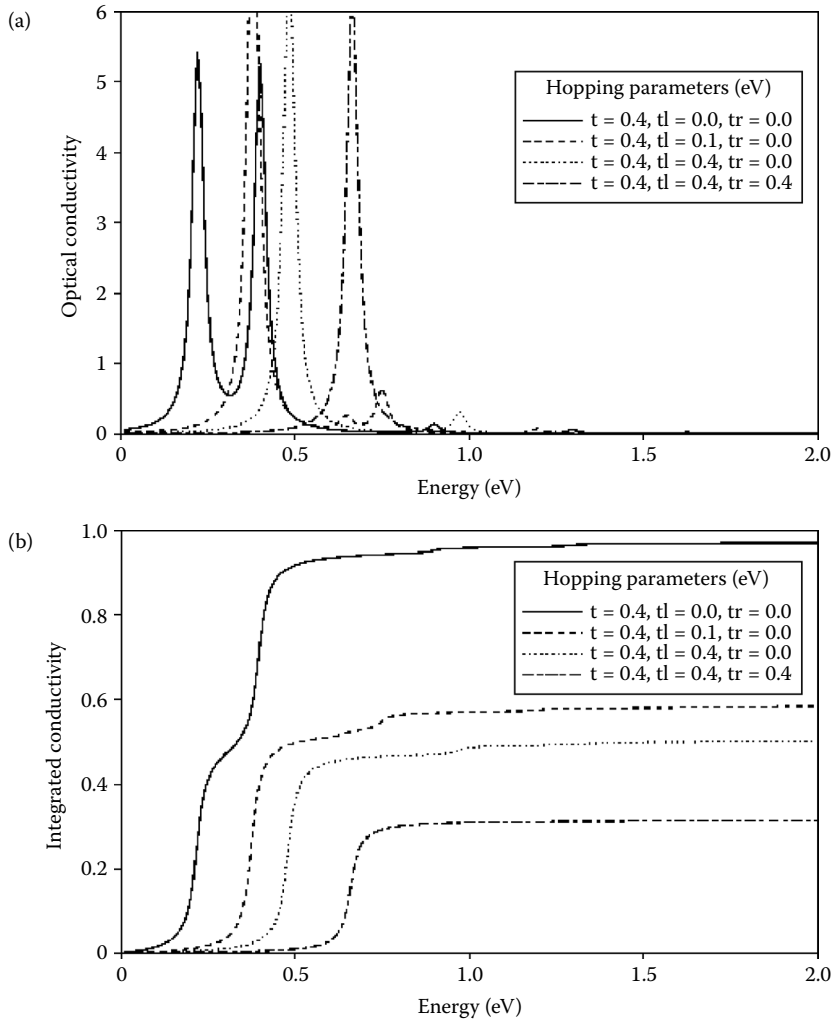 (a)
6
5
4
3
2
1
0
Optical conductivity
Hopping parameters (eV)
t = 0.4, tl = 0.0, tr = 0.0
t = 0.4, tl = 0.1, tr = 0.0
t = 0.4, tl = 0.4, tr = 0.0
t = 0.4, tl = 0.4, tr = 0.4
0 0.5 1.0 1.5 2.0
Energy (eV)
(b)
1.0
0.8
0.6
0.4
0.2
0
Integrated conductivity
Hopping parameters (eV)
t = 0.4, tl = 0.0, tr = 0.0
t = 0.4, tl = 0.1, tr = 0.0
t = 0.4, tl = 0.4, tr = 0.0
t = 0.4, tl = 0.4, tr = 0.4
0 0.5 1.0 1.5 2.0
Energy (eV)